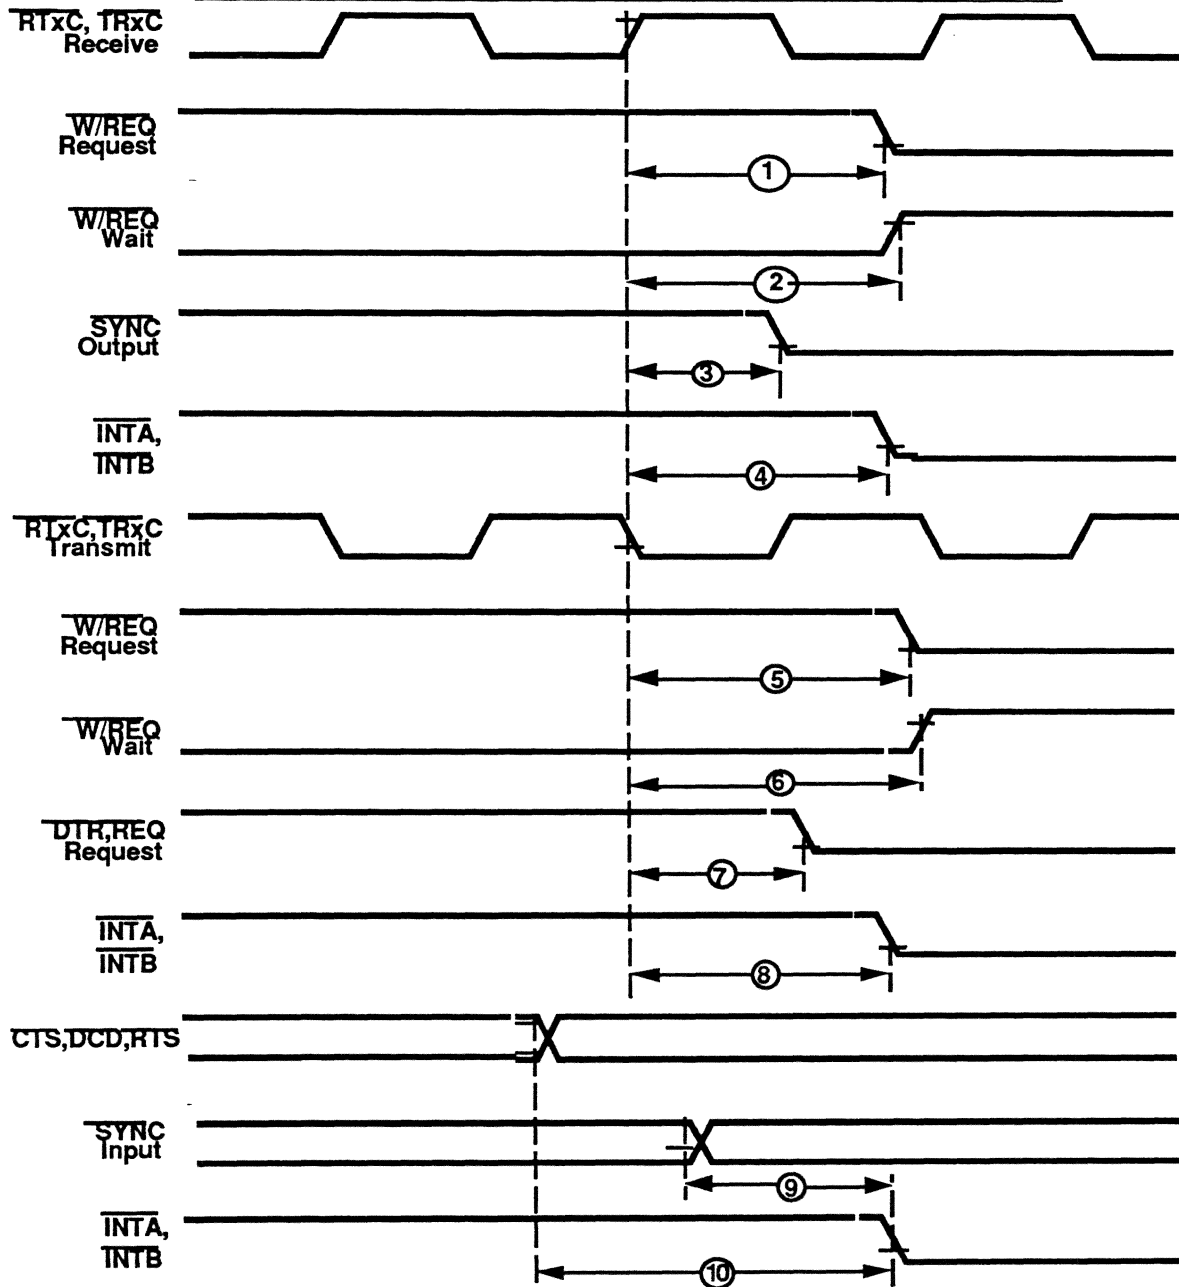 RTxC, TRxC
Receive
W/REQ
Request
1
W/REQ
Wait
2
SYNC
Output
3
INTA,
INTB
4
RTxC,TRxC
Transmit
W/REQ
Request
5
W/REQ
Wait
6
DTR,REQ
Request
7
INTA,
INTB
8
CTS,DCD,RTS
SYNC
Input
9
INTA,
INTB
10